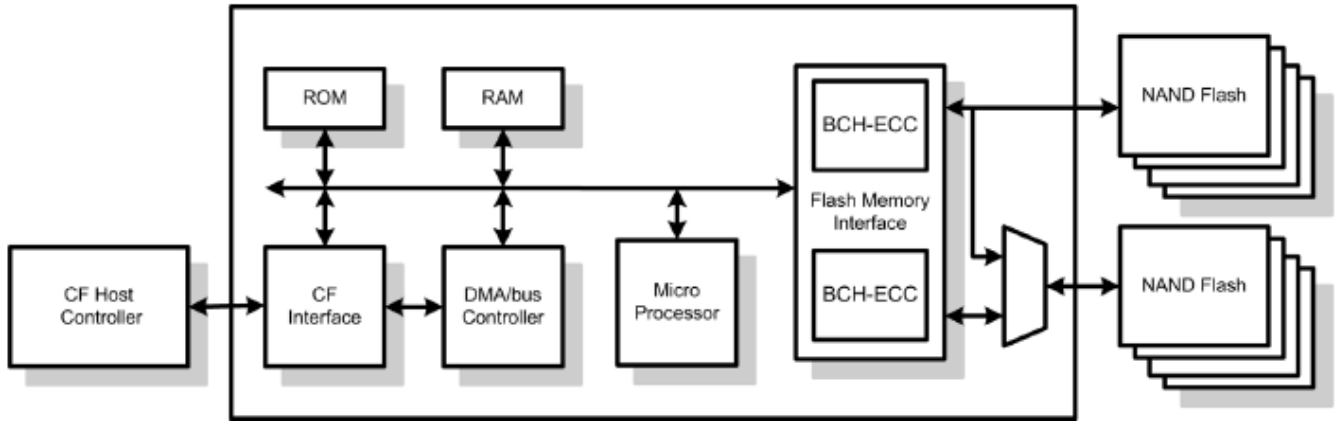 ROM
RAM
BCH-ECC
NAND Flash
Flash Memory
Interface
CF Host
Controller
CF
Interface
DMA/bus
Controller
Micro
Processor
BCH-ECC
NAND Flash